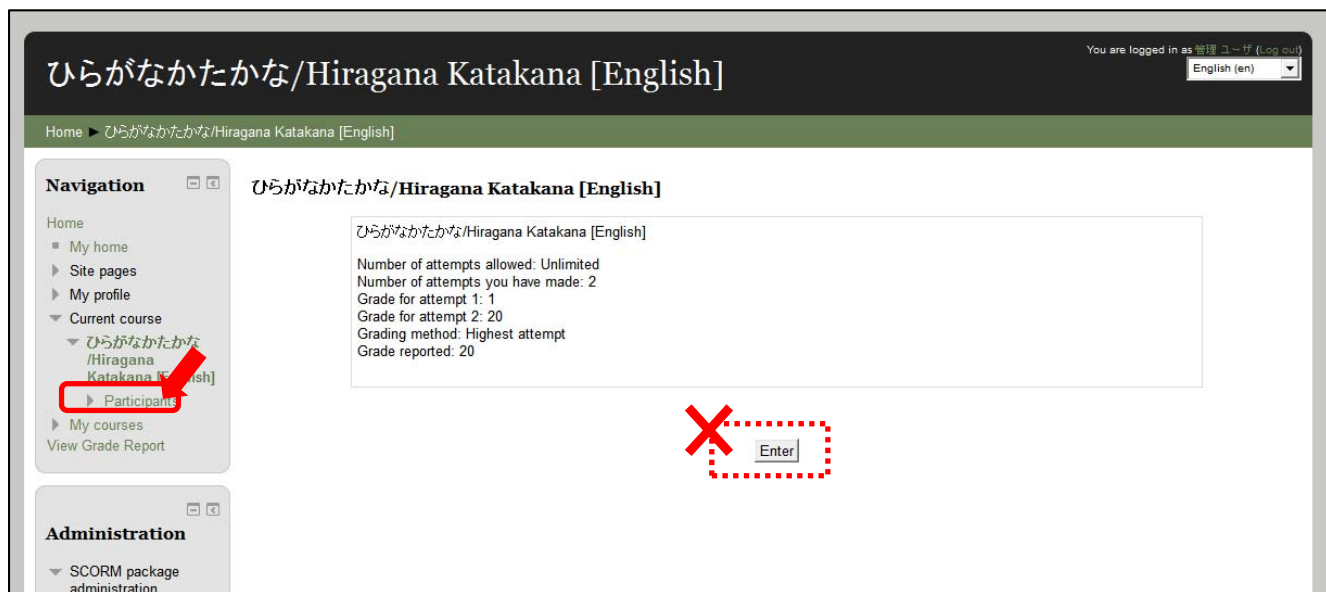 You are logged in as 管理 ユーザ (Log out)
ひらがなかたかな/Hiragana Katakana [English]
English (en)
Home ► ひらがなかたかな/Hiragana Katakana [English]
Navigation
Home
My home
Site pages
My profile
Current course
ひらがなかたかな
/Hiragana
Katakana [English]
Participants
My courses
View Grade Report
Administration
SCORM package
administration
ひらがなかたかな/Hiragana Katakana [English]
ひらがなかたかな/Hiragana Katakana [English]
Number of attempts allowed: Unlimited
Number of attempts you have made: 2
Grade for attempt 1: 1
Grade for attempt 2: 20
Grading method: Highest attempt
Grade reported: 20
Enter